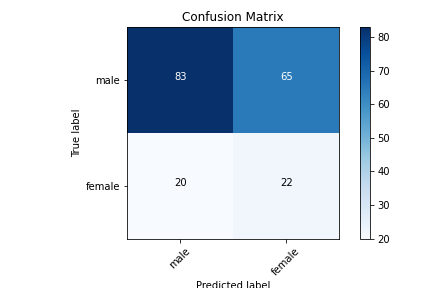 Confusion Matrix
80
70
60
50
40
30
20
True label
male
female
83
65
20
22
male
female
Predicted label